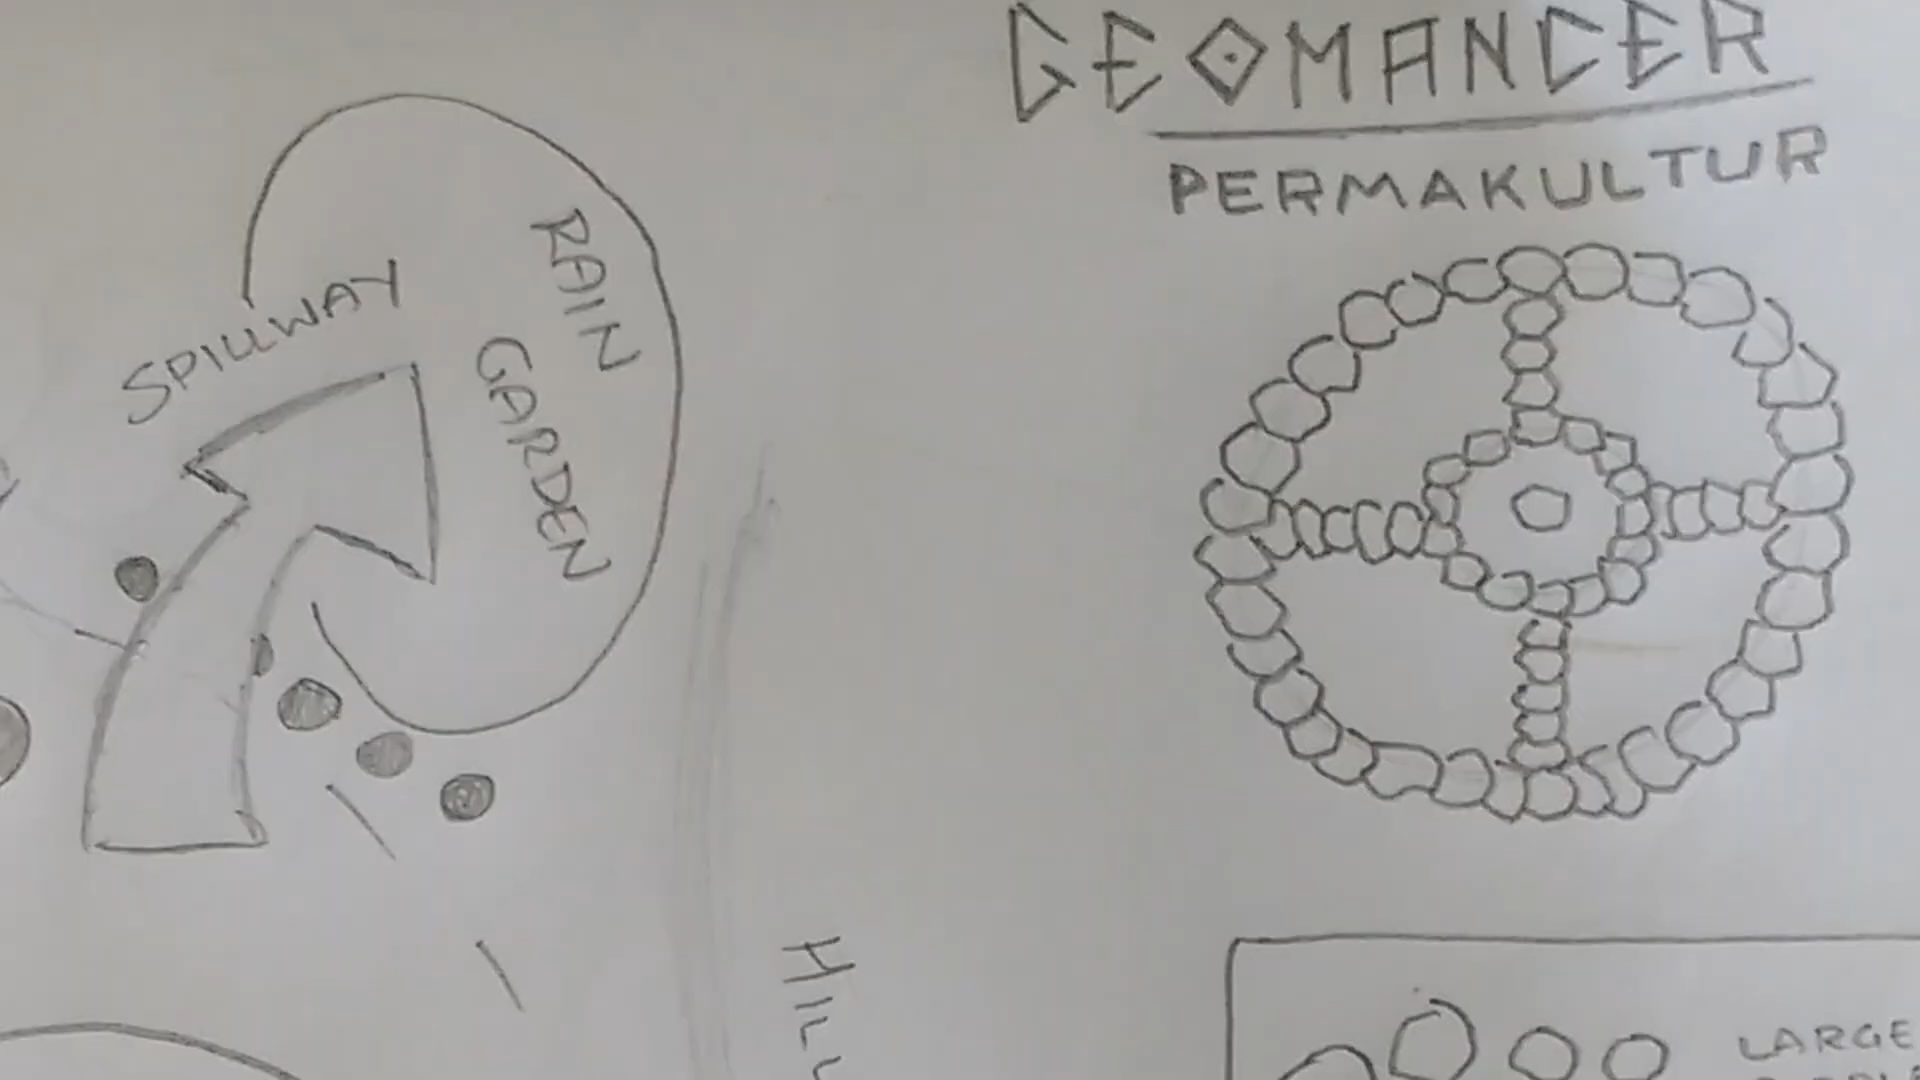 GEOMANCER
PERMAKULTUR
SPILLWAY
RAIN
GARDEN
LARGE